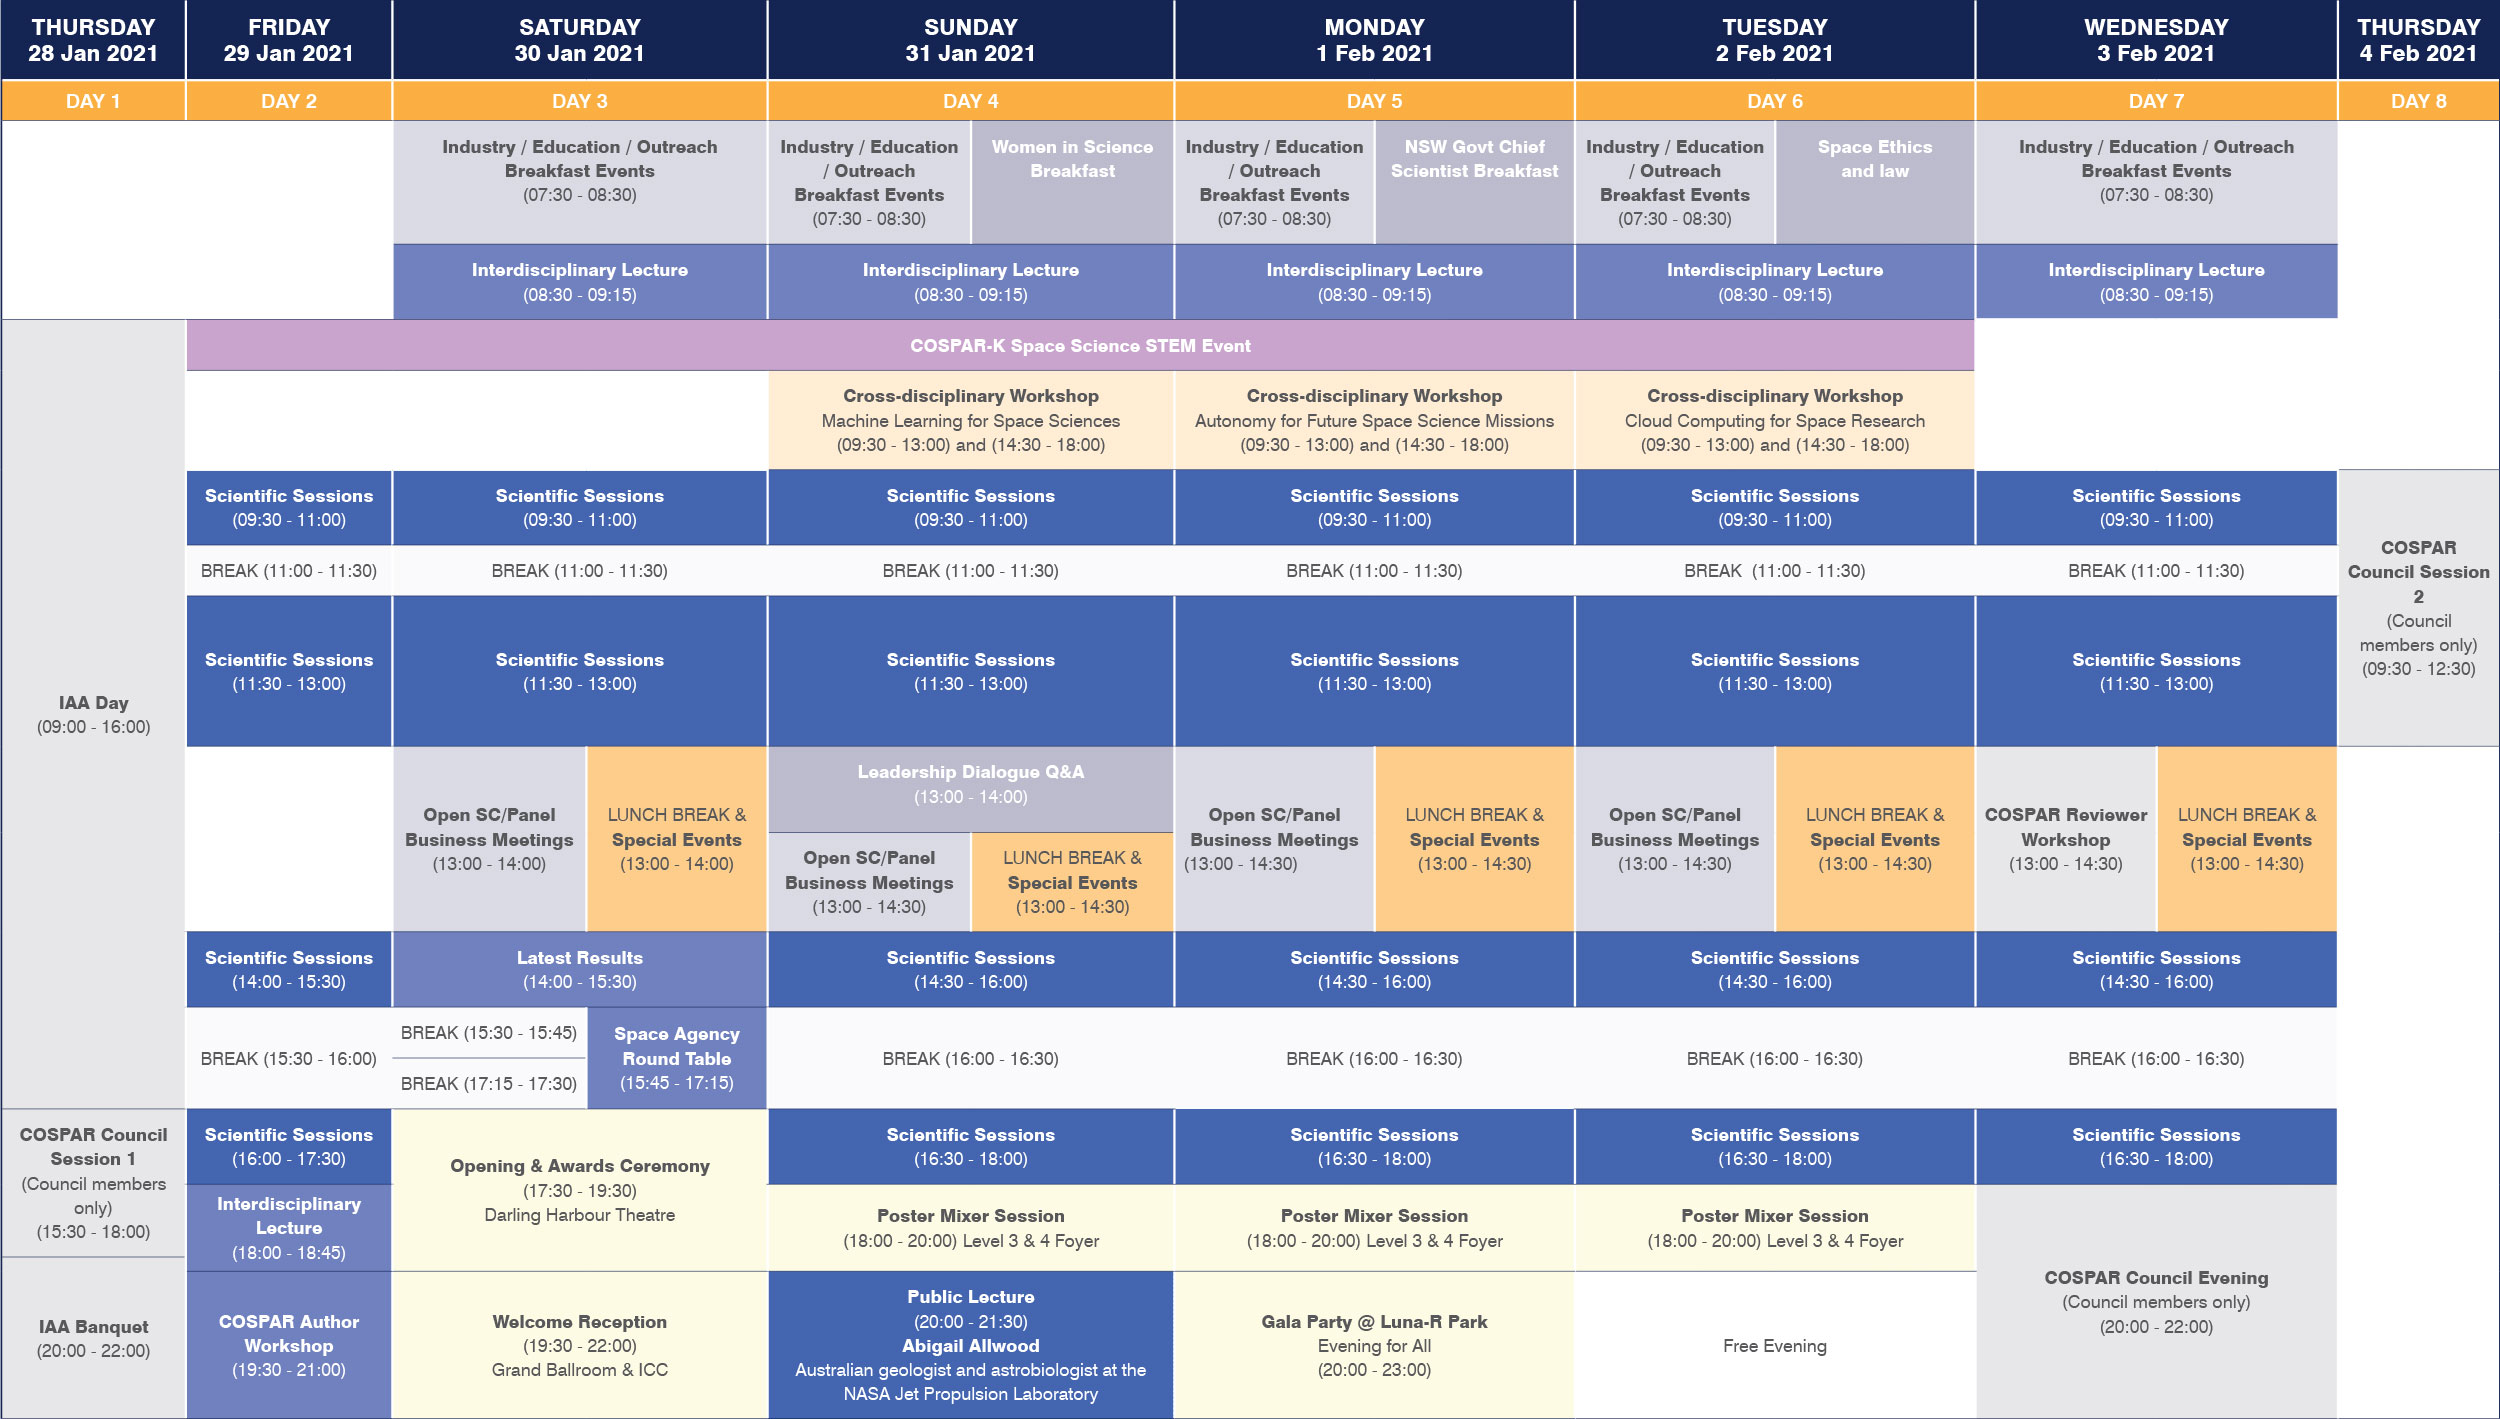 THURSDAY
28 Jan 2021
FRIDAY
29 Jan 2021
SATURDAY
30 Jan 2021
SUNDAY
31 Jan 2021
MONDAY
1 Feb 2021
TUESDAY
2 Feb 2021
WEDNESDAY
3 Feb 2021
THURSDAY
4 Feb 2021
DAY 1
DAY 2
DAY 3
DAY 4
DAY 5
DAY 6
DAY 7
DAY 8
Industry / Education / Outreach
Breakfast Events
(07:30 - 08:30)
Industry / Education
/ Outreach
Breakfast Events
(07:30 - 08:30)
Women in Science
Breakfast
Industry / Education
/ Outreach
Breakfast Events
(07:30 - 08:30)
NSW Govt Chief
Scientist Breakfast
Industry / Education
/ Outreach
Breakfast Events
(07:30 - 08:30)
Space Ethics
and law
Industry / Education / Outreach
Breakfast Events
(07:30 - 08:30)
Interdisciplinary Lecture
(08:30 - 09:15)
Interdisciplinary Lecture
(08:30 - 09:15)
Interdisciplinary Lecture
(08:30 - 09:15)
Interdisciplinary Lecture
(08:30 - 09:15)
Interdisciplinary Lecture
(08:30 - 09:15)
IAA Day
(09:00 - 16:00)
COSPAR-K Space Science STEM Event
Cross-disciplinary Workshop
Machine Learning for Space Sciences
(09:30 - 13:00) and (14:30 - 18:00)
Cross-disciplinary Workshop
Autonomy for Future Space Science Missions
(09:30 - 13:00) and (14:30 - 18:00)
Cross-disciplinary Workshop
Cloud Computing for Space Research
(09:30 - 13:00) and (14:30 - 18:00)
Scientific Sessions
(09:30 - 11:00)
Scientific Sessions
(09:30 - 11:00)
Scientific Sessions
(09:30 - 11:00)
Scientific Sessions
(09:30 - 11:00)
Scientific Sessions
(09:30 - 11:00)
Scientific Sessions
(09:30 - 11:00)
COSPAR
Council Session
2
(Council
members only)
(09:30 - 12:30)
BREAK (11:00 - 11:30)
BREAK (11:00 - 11:30)
BREAK (11:00 - 11:30)
BREAK (11:00 - 11:30)
BREAK (11:00 - 11:30)
BREAK (11:00 - 11:30)
Scientific Sessions
(11:30 - 13:00)
Scientific Sessions
(11:30 - 13:00)
Scientific Sessions
(11:30 - 13:00)
Scientific Sessions
(11:30 - 13:00)
Scientific Sessions
(11:30 - 13:00)
Scientific Sessions
(11:30 - 13:00)
Open SC/Panel
Business Meetings
(13:00 - 14:00)
LUNCH BREAK &
Special Events
(13:00 - 14:00)
Leadership Dialogue Q&A
(13:00 - 14:00)
Open SC/Panel
Business Meetings
(13:00 - 14:30)
LUNCH BREAK &
Special Events
(13:00 - 14:30)
Open SC/Panel
Business Meetings
(13:00 - 14:30)
LUNCH BREAK &
Special Events
(13:00 - 14:30)
Open SC/Panel
Business Meetings
(13:00 - 14:30)
LUNCH BREAK &
Special Events
(13:00 - 14:30)
COSPAR Reviewer
Workshop
(13:00 - 14:30)
LUNCH BREAK &
Special Events
(13:00 - 14:30)
Scientific Sessions
(14:00 - 15:30)
Latest Results
(14:00 - 15:30)
Scientific Sessions
(14:30 - 16:00)
Scientific Sessions
(14:30 - 16:00)
Scientific Sessions
(14:30 - 16:00)
Scientific Sessions
(14:30 - 16:00)
BREAK (15:30 - 16:00)
BREAK (15:30 - 15:45)
BREAK (17:15 - 17:30)
Space Agency
Round Table
(15:45 - 17:15)
BREAK (16:00 - 16:30)
BREAK (16:00 - 16:30)
BREAK (16:00 - 16:30)
BREAK (16:00 - 16:30)
COSPAR Council
Session 1
(Council members
only)
(15:30 - 18:00)
Scientific Sessions
(16:00 - 17:30)
Opening & Awards Ceremony
(17:30 - 19:30)
Darling Harbour Theatre
Scientific Sessions
(16:30 - 18:00)
Scientific Sessions
(16:30 - 18:00)
Scientific Sessions
(16:30 - 18:00)
Scientific Sessions
(16:30 - 18:00)
Interdisciplinary
Lecture
(18:00 - 18:45)
Poster Mixer Session
(18:00 - 20:00) Level 3 & 4 Foyer
Poster Mixer Session
(18:00 - 20:00) Level 3 & 4 Foyer
Poster Mixer Session
(18:00 - 20:00) Level 3 & 4 Foyer
COSPAR Council Evening
(Council members only)
(20:00 - 22:00)
IAA Banquet
(20:00 - 22:00)
COSPAR Author
Workshop
(19:30 - 21:00)
Welcome Reception
(19:30 - 22:00)
Grand Ballroom & ICC
Public Lecture
(20:00 - 21:30)
Abigail Allwood
Australian geologist and astrobiologist at the
NASA Jet Propulsion Laboratory
Gala Party @ Luna-R Park
Evening for All
(20:00 - 23:00)
Free Evening